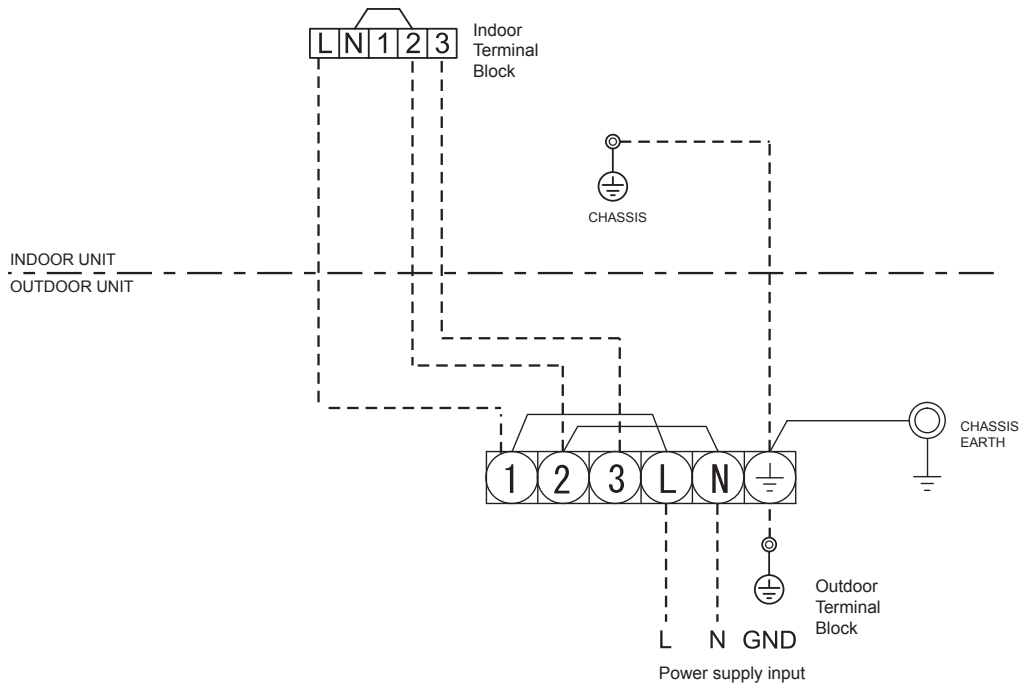 L N 1 2 3
Indoor
Terminal
Block
CHASSIS
INDOOR UNIT
OUTDOOR UNIT
CHASSIS
EARTH
1 2 3 L N
Outdoor
Terminal
Block
L N GND
Power supply input